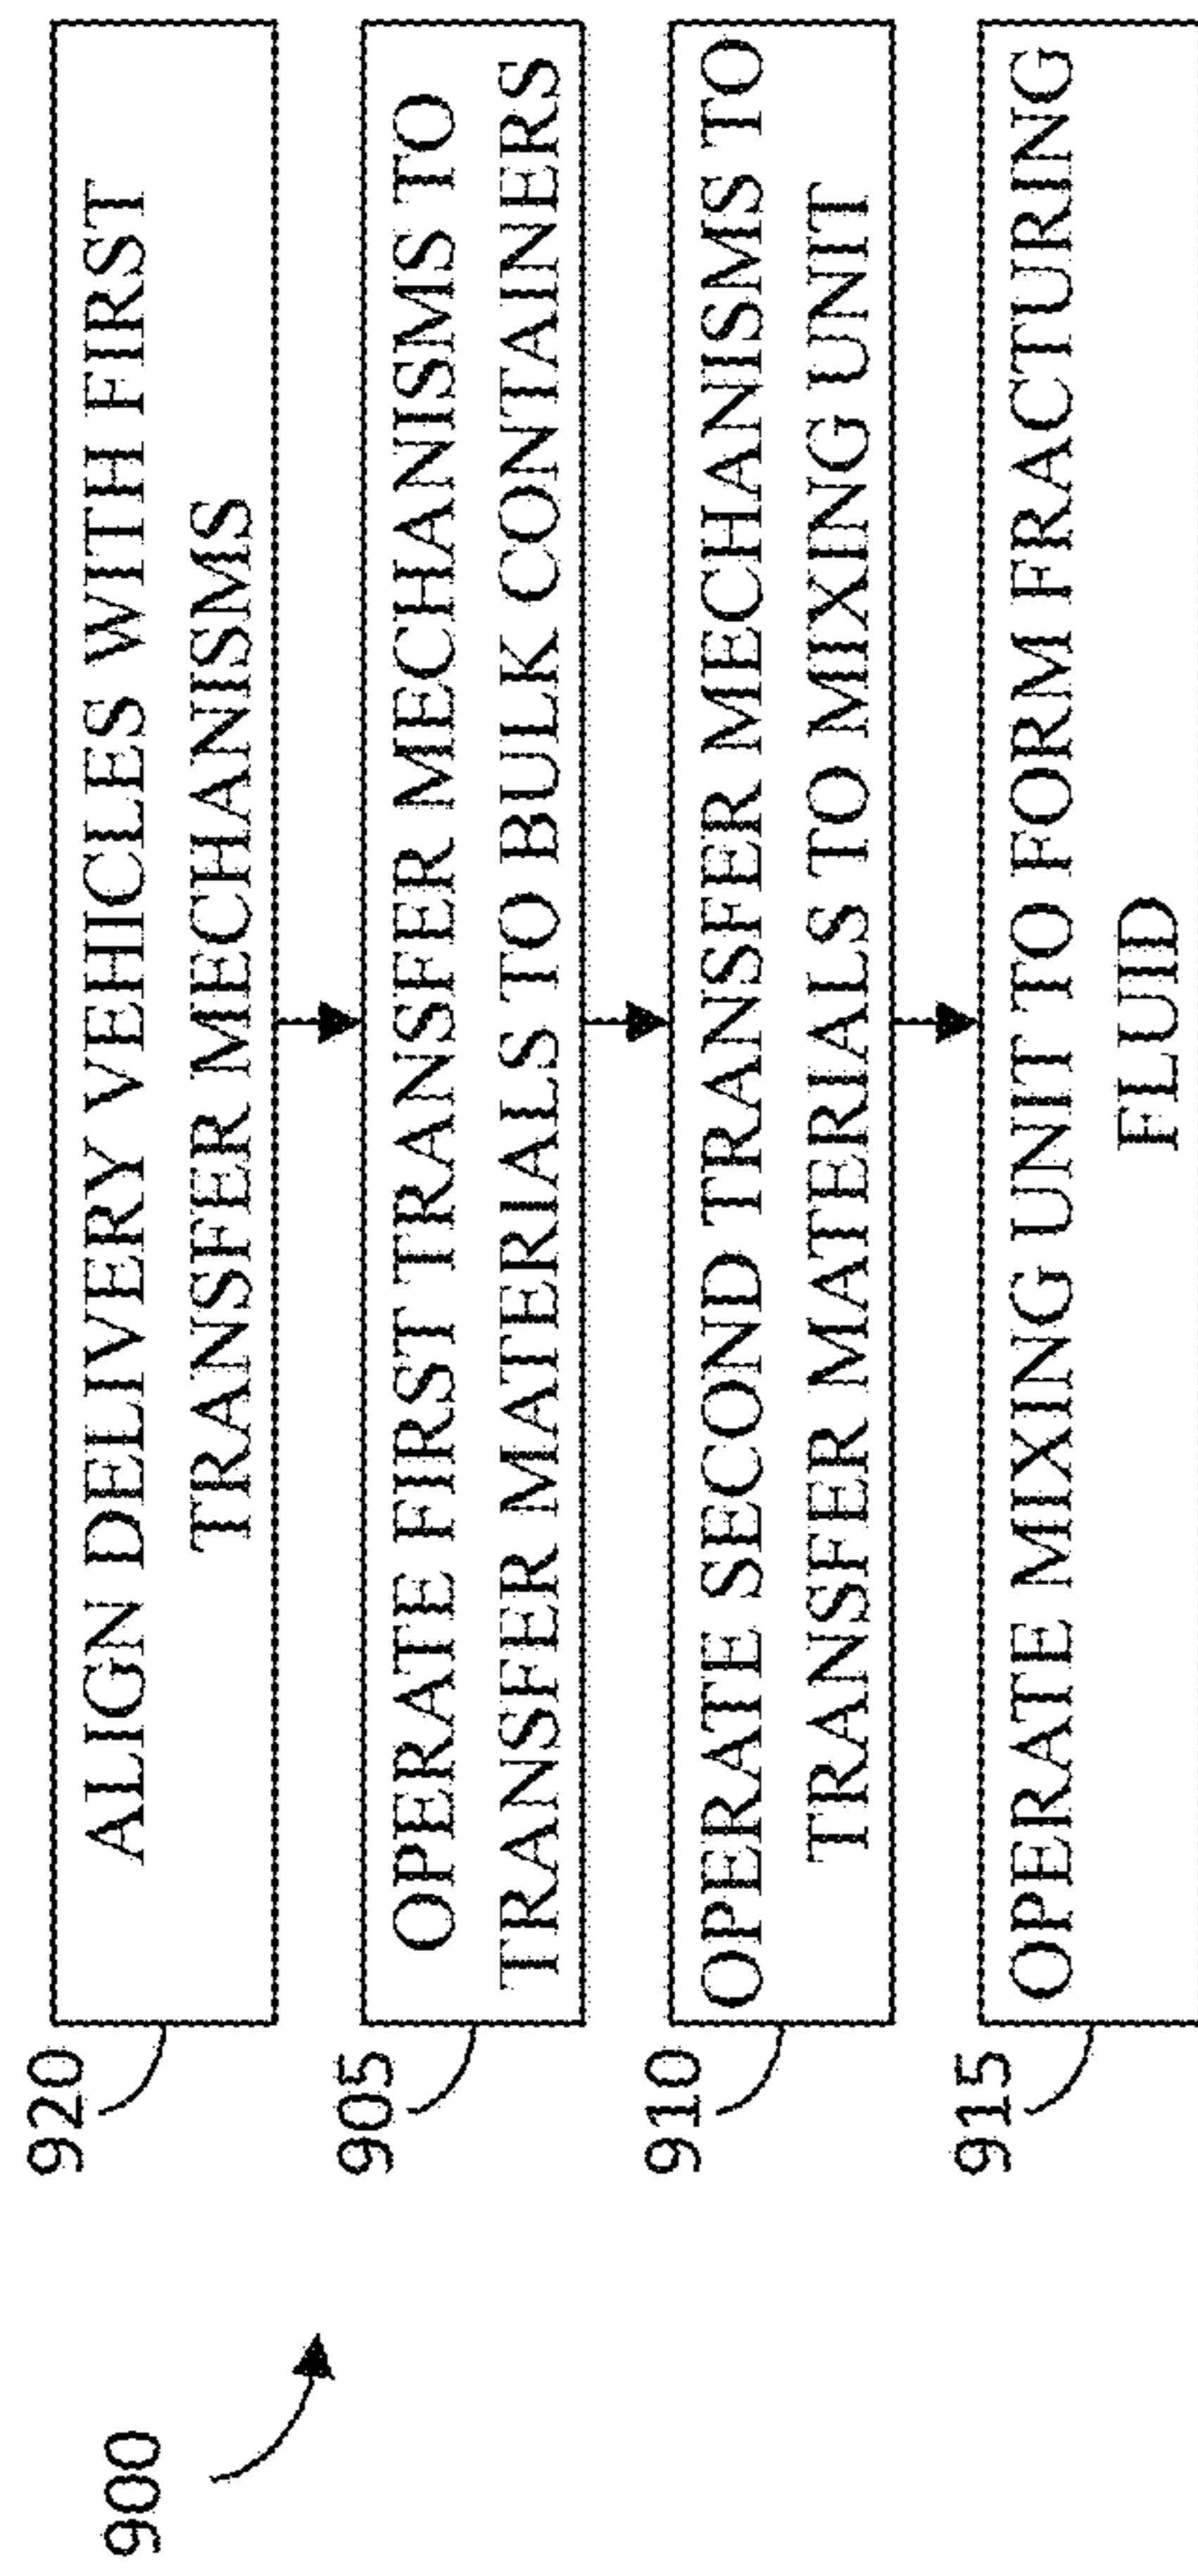 900
920
ALIGN DELIVERY VEHICLES WITH FIRST
TRANSFER MECHANISMS
905
OPERATE FIRST TRANSFER MECHANISMS TO
TRANSFER MATERIALS TO BULK CONTAINERS
910
OPERATE SECOND TRANSFER MECHANISMS TO
TRANSFER MATERIALS TO MIXING UNIT
915
OPERATE MIXING UNIT TO FORM FRACTURING
FLUID